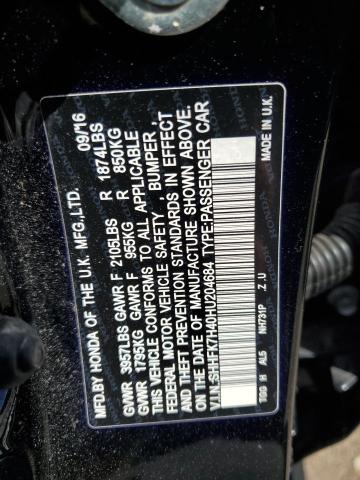 MFD.BY HONDA OF THE U.K. MFG.,LTD. 09/16
GVWR 3957LBS GAWR F 2105LBS R 1874LBS
GVWR 1795KG GAWR F 955KG R 850KG
THIS VEHICLE CONFORMS TO ALL APPLICABLE
FEDERAL MOTOR VEHICLE SAFETY , BUMPER ,
AND THEFT PREVENTION STANDARDS IN EFFECT
ON THE DATE OF MANUFACTURE SHOWN ABOVE.
V.I.N:SHHFK7H40HU204684 TYPE:PASSENGER CAR
TGG H AL5 NH731P Z U MADE IN U.K.